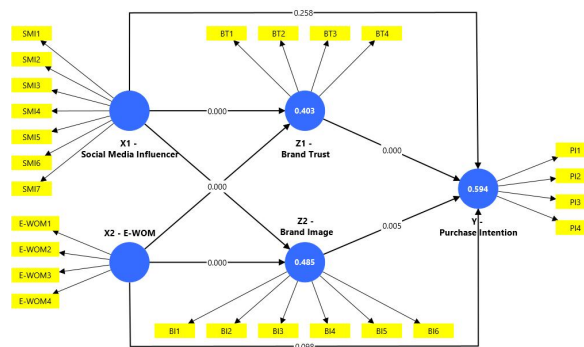 0.258
SMI1
SMI2
SMI3
SMI4
SMI5
SMI6
SMI7
BT1
BT2
BT3
BT4
0.000
0.403
X1 -
Social Media Influencer
Z1 -
Brand Trust
0.000
0.000
0.594
PI1
PI2
PI3
PI4
Y -
Purchase Intention
E-WOM1
E-WOM2
E-WOM3
E-WOM4
X2 - E-WOM
Z2 -
Brand Image
0.005
0.000
0.485
BI1
BI2
BI3
BI4
BI5
BI6
0.098